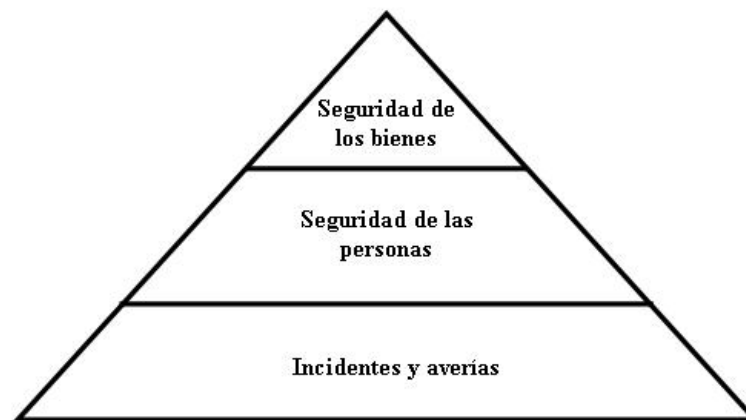 Seguridad de
los bienes
Seguridad de las
personas
Incidentes y averías